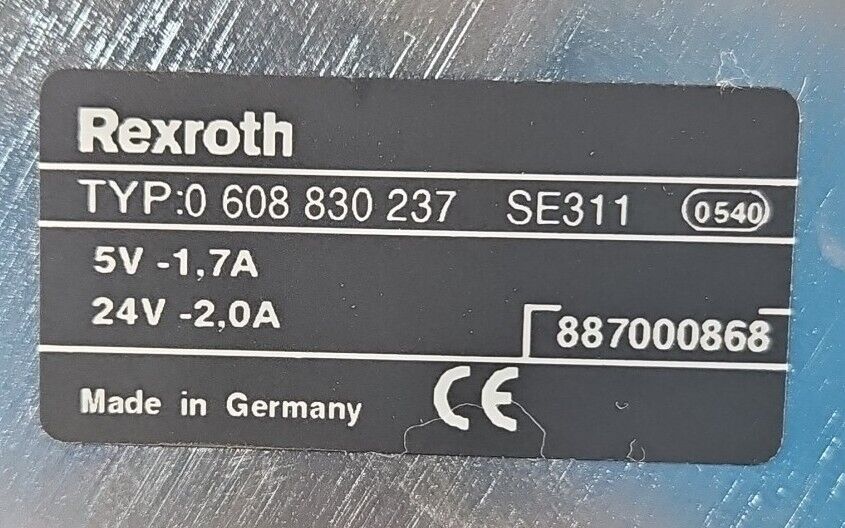 Rexroth
TYP:0 608 830 237 SE311 0540
5V -1,7A
24V -2,0A
887000868
Made in Germany CE